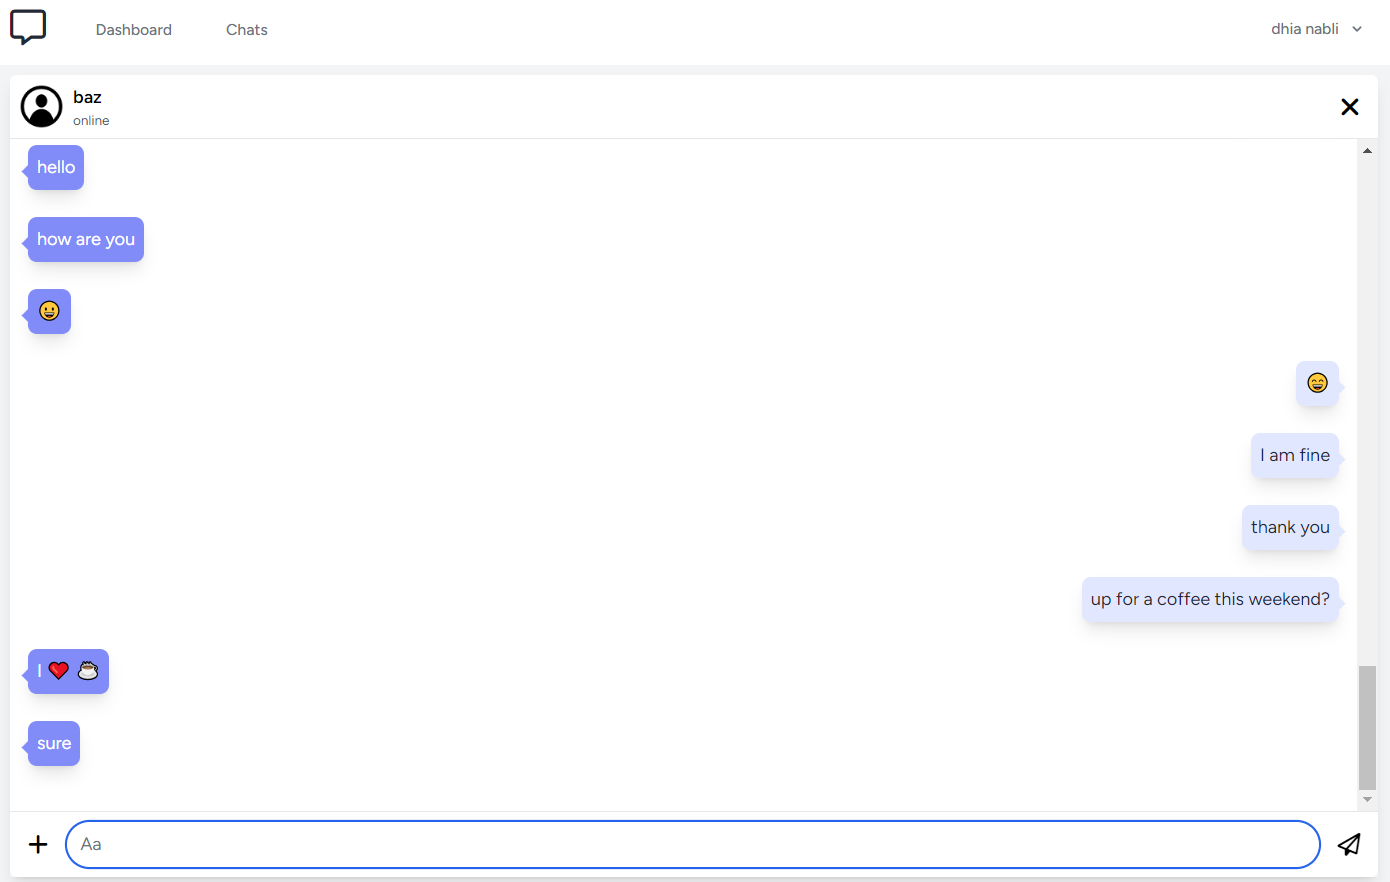 Dashboard
Chats
dhia nabli
baz
online
hello
how are you
😀
😄
I am fine
thank you
up for a coffee this weekend?
I ❤️ ☕
sure
Aa